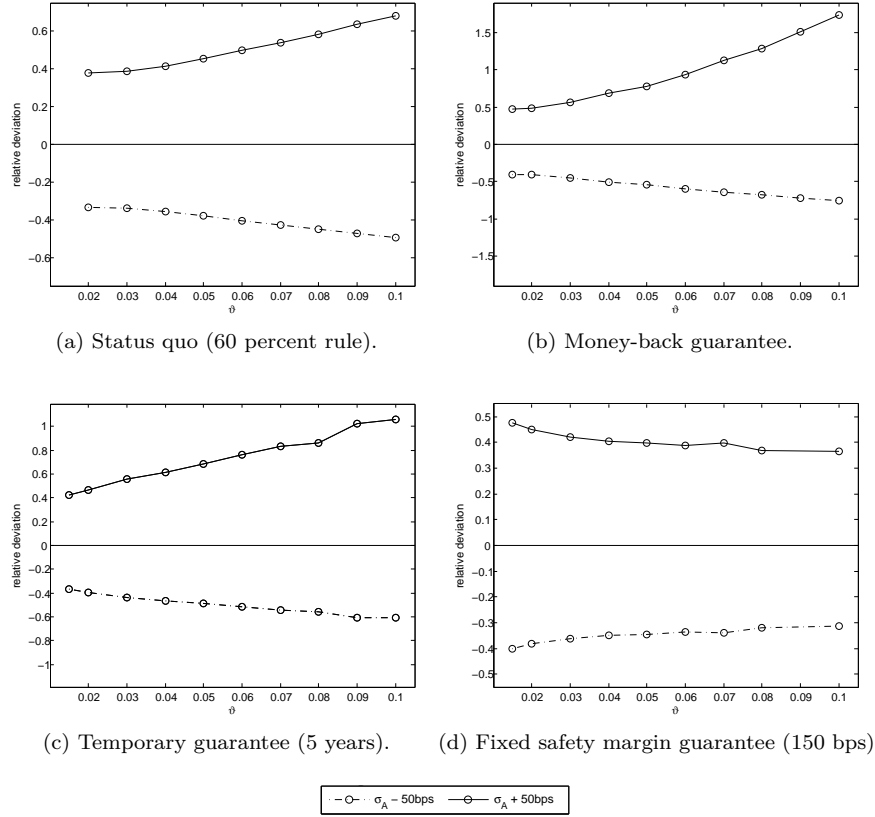 relative deviation
0.6
0.4
0.2
0
−0.2
−0.4
−0.6
0.02 0.03 0.04 0.05 0.06 0.07 0.08 0.09 0.1
ϑ
(a) Status quo (60 percent rule).
relative deviation
1.5
1
0.5
0
−0.5
−1
−1.5
0.02 0.03 0.04 0.05 0.06 0.07 0.08 0.09 0.1
ϑ
(b) Money-back guarantee.
relative deviation
1
0.8
0.6
0.4
0.2
0
−0.2
−0.4
−0.6
−0.8
−1
0.02 0.03 0.04 0.05 0.06 0.07 0.08 0.09 0.1
ϑ
(c) Temporary guarantee (5 years).
relative deviation
0.5
0.4
0.3
0.2
0.1
0
−0.1
−0.2
−0.3
−0.4
−0.5
0.02 0.03 0.04 0.05 0.06 0.07 0.08 0.09 0.1
ϑ
(d) Fixed safety margin guarantee (150 bps)
σ_A − 50bps σ_A + 50bps